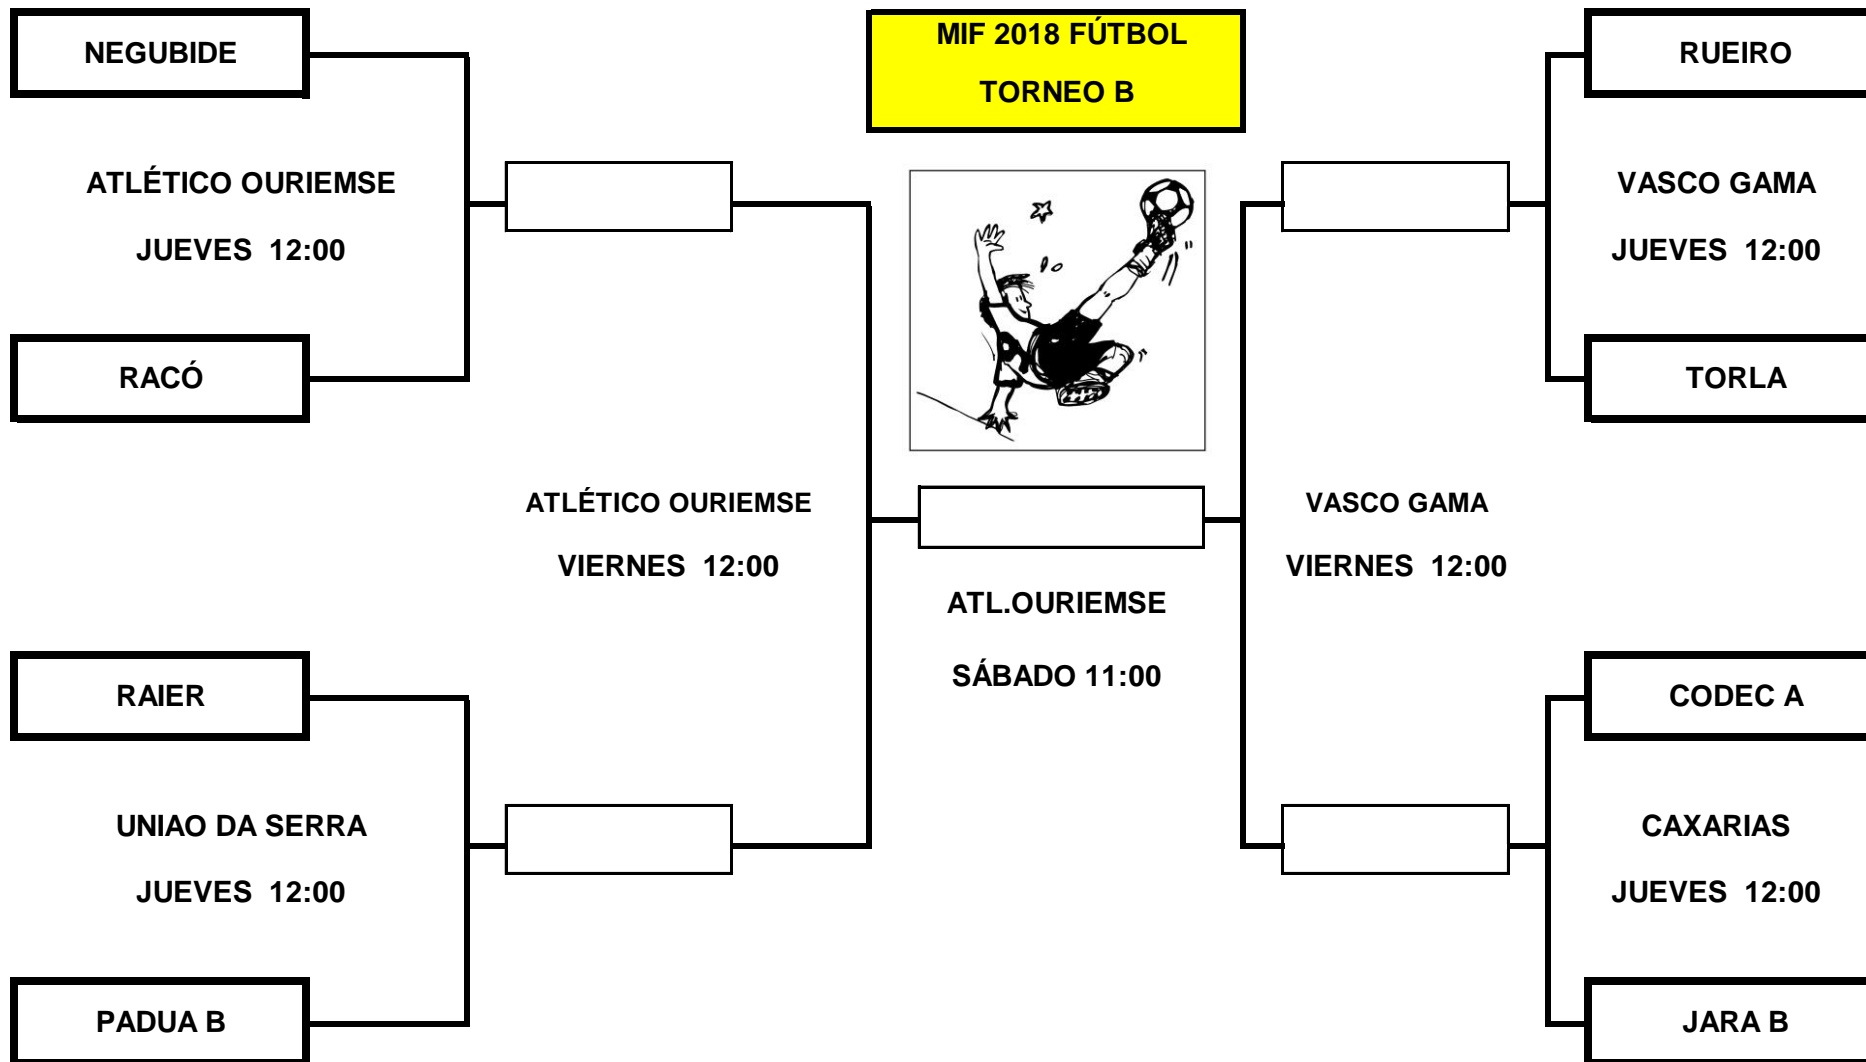 NEGUBIDE
MIF 2018 FÚTBOL
TORNEO B
RUEIRO
ATLÉTICO OURIEMSE
JUEVES 12:00
VASCO GAMA
JUEVES 12:00
RACÓ
TORLA
ATLÉTICO OURIEMSE
VIERNES 12:00
VASCO GAMA
VIERNES 12:00
ATL.OURIEMSE
SÁBADO 11:00
RAIER
CODEC A
UNIAO DA SERRA
JUEVES 12:00
CAXARIAS
JUEVES 12:00
PADUA B
JARA B